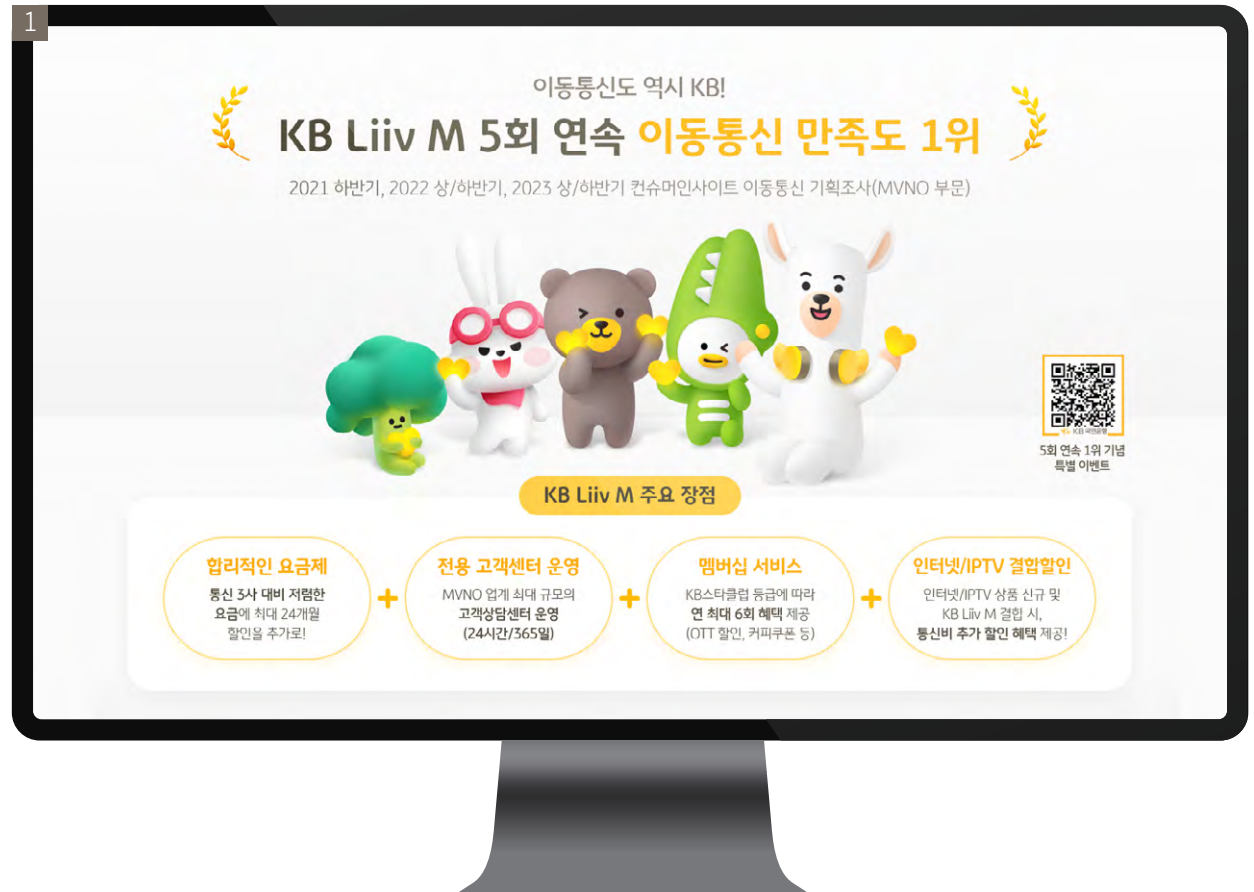 1
이동통신도 역시 KB!
KB Liiv M 5회 연속 이동통신 만족도 1위
2021 하반기, 2022 상/하반기, 2023 상/하반기 컨슈머인사이트 이동통신 기획조사(MVNO 부문)
KB 국민은행
5회 연속 1위 기념
특별 이벤트
KB Liiv M 주요 장점
합리적인 요금제
통신 3사 대비 저렴한
요금에 최대 24개월
할인을 추가로!
+
전용 고객센터 운영
MVNO 업계 최대 규모의
고객상담센터 운영
(24시간/365일)
+
멤버십 서비스
KB스타클럽 등급에 따라
연 최대 6회 혜택 제공
(OTT 할인, 커피쿠폰 등)
+
인터넷/IPTV 결합할인
인터넷/IPTV 상품 신규 및
KB Liiv M 결합 시,
통신비 추가 할인 혜택 제공!